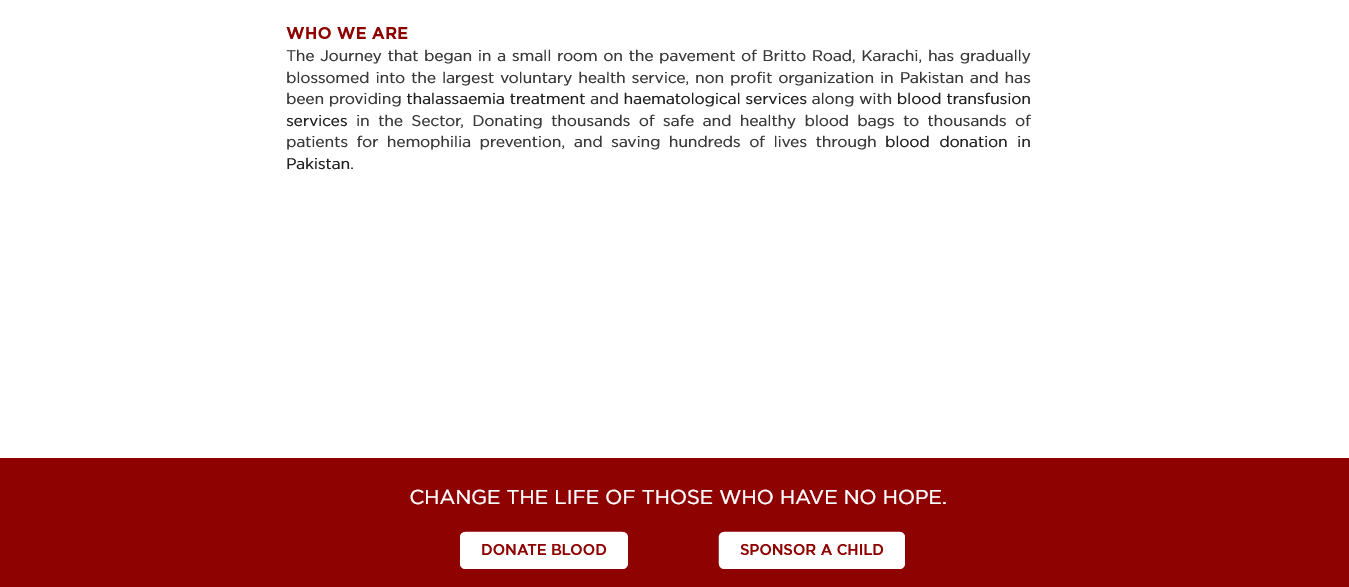 WHO WE ARE
The Journey that began in a small room on the pavement of Britto Road, Karachi, has gradually
blossomed into the largest voluntary health service, non profit organization in Pakistan and has
been providing thalassaemia treatment and haematological services along with blood transfusion
services in the Sector, Donating thousands of safe and healthy blood bags to thousands of
patients for hemophilia prevention, and saving hundreds of lives through blood donation in
Pakistan.
CHANGE THE LIFE OF THOSE WHO HAVE NO HOPE.
DONATE BLOOD
SPONSOR A CHILD